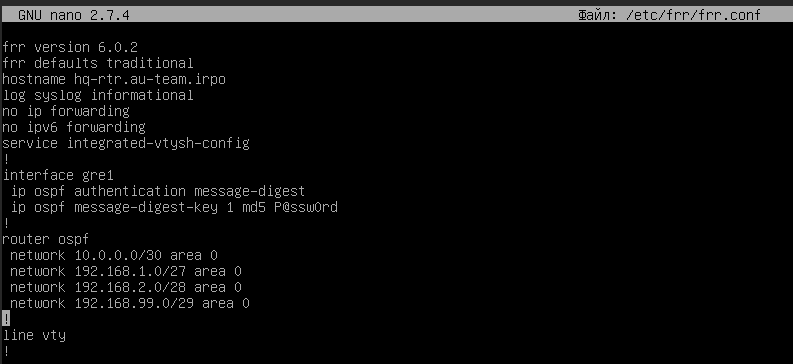 GNU nano 2.7.4 Файл: /etc/frr/frr.conf
frr version 6.0.2
frr defaults traditional
hostname hq-rtr.au-team.irpo
log syslog informational
no ip forwarding
no ipv6 forwarding
service integrated-vtysh-config
!
interface gre1
 ip ospf authentication message-digest
 ip ospf message-digest-key 1 md5 P@ssw0rd
!
router ospf
 network 10.0.0.0/30 area 0
 network 192.168.1.0/27 area 0
 network 192.168.2.0/28 area 0
 network 192.168.99.0/29 area 0
!
line vty
!